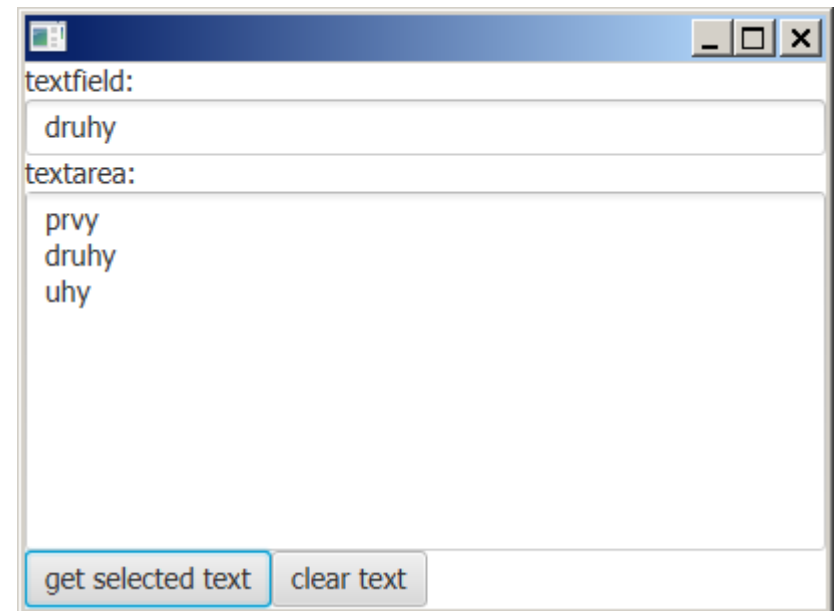 textfield:
druhy
textarea:
prvy
druhy
uhy
get selected text clear text